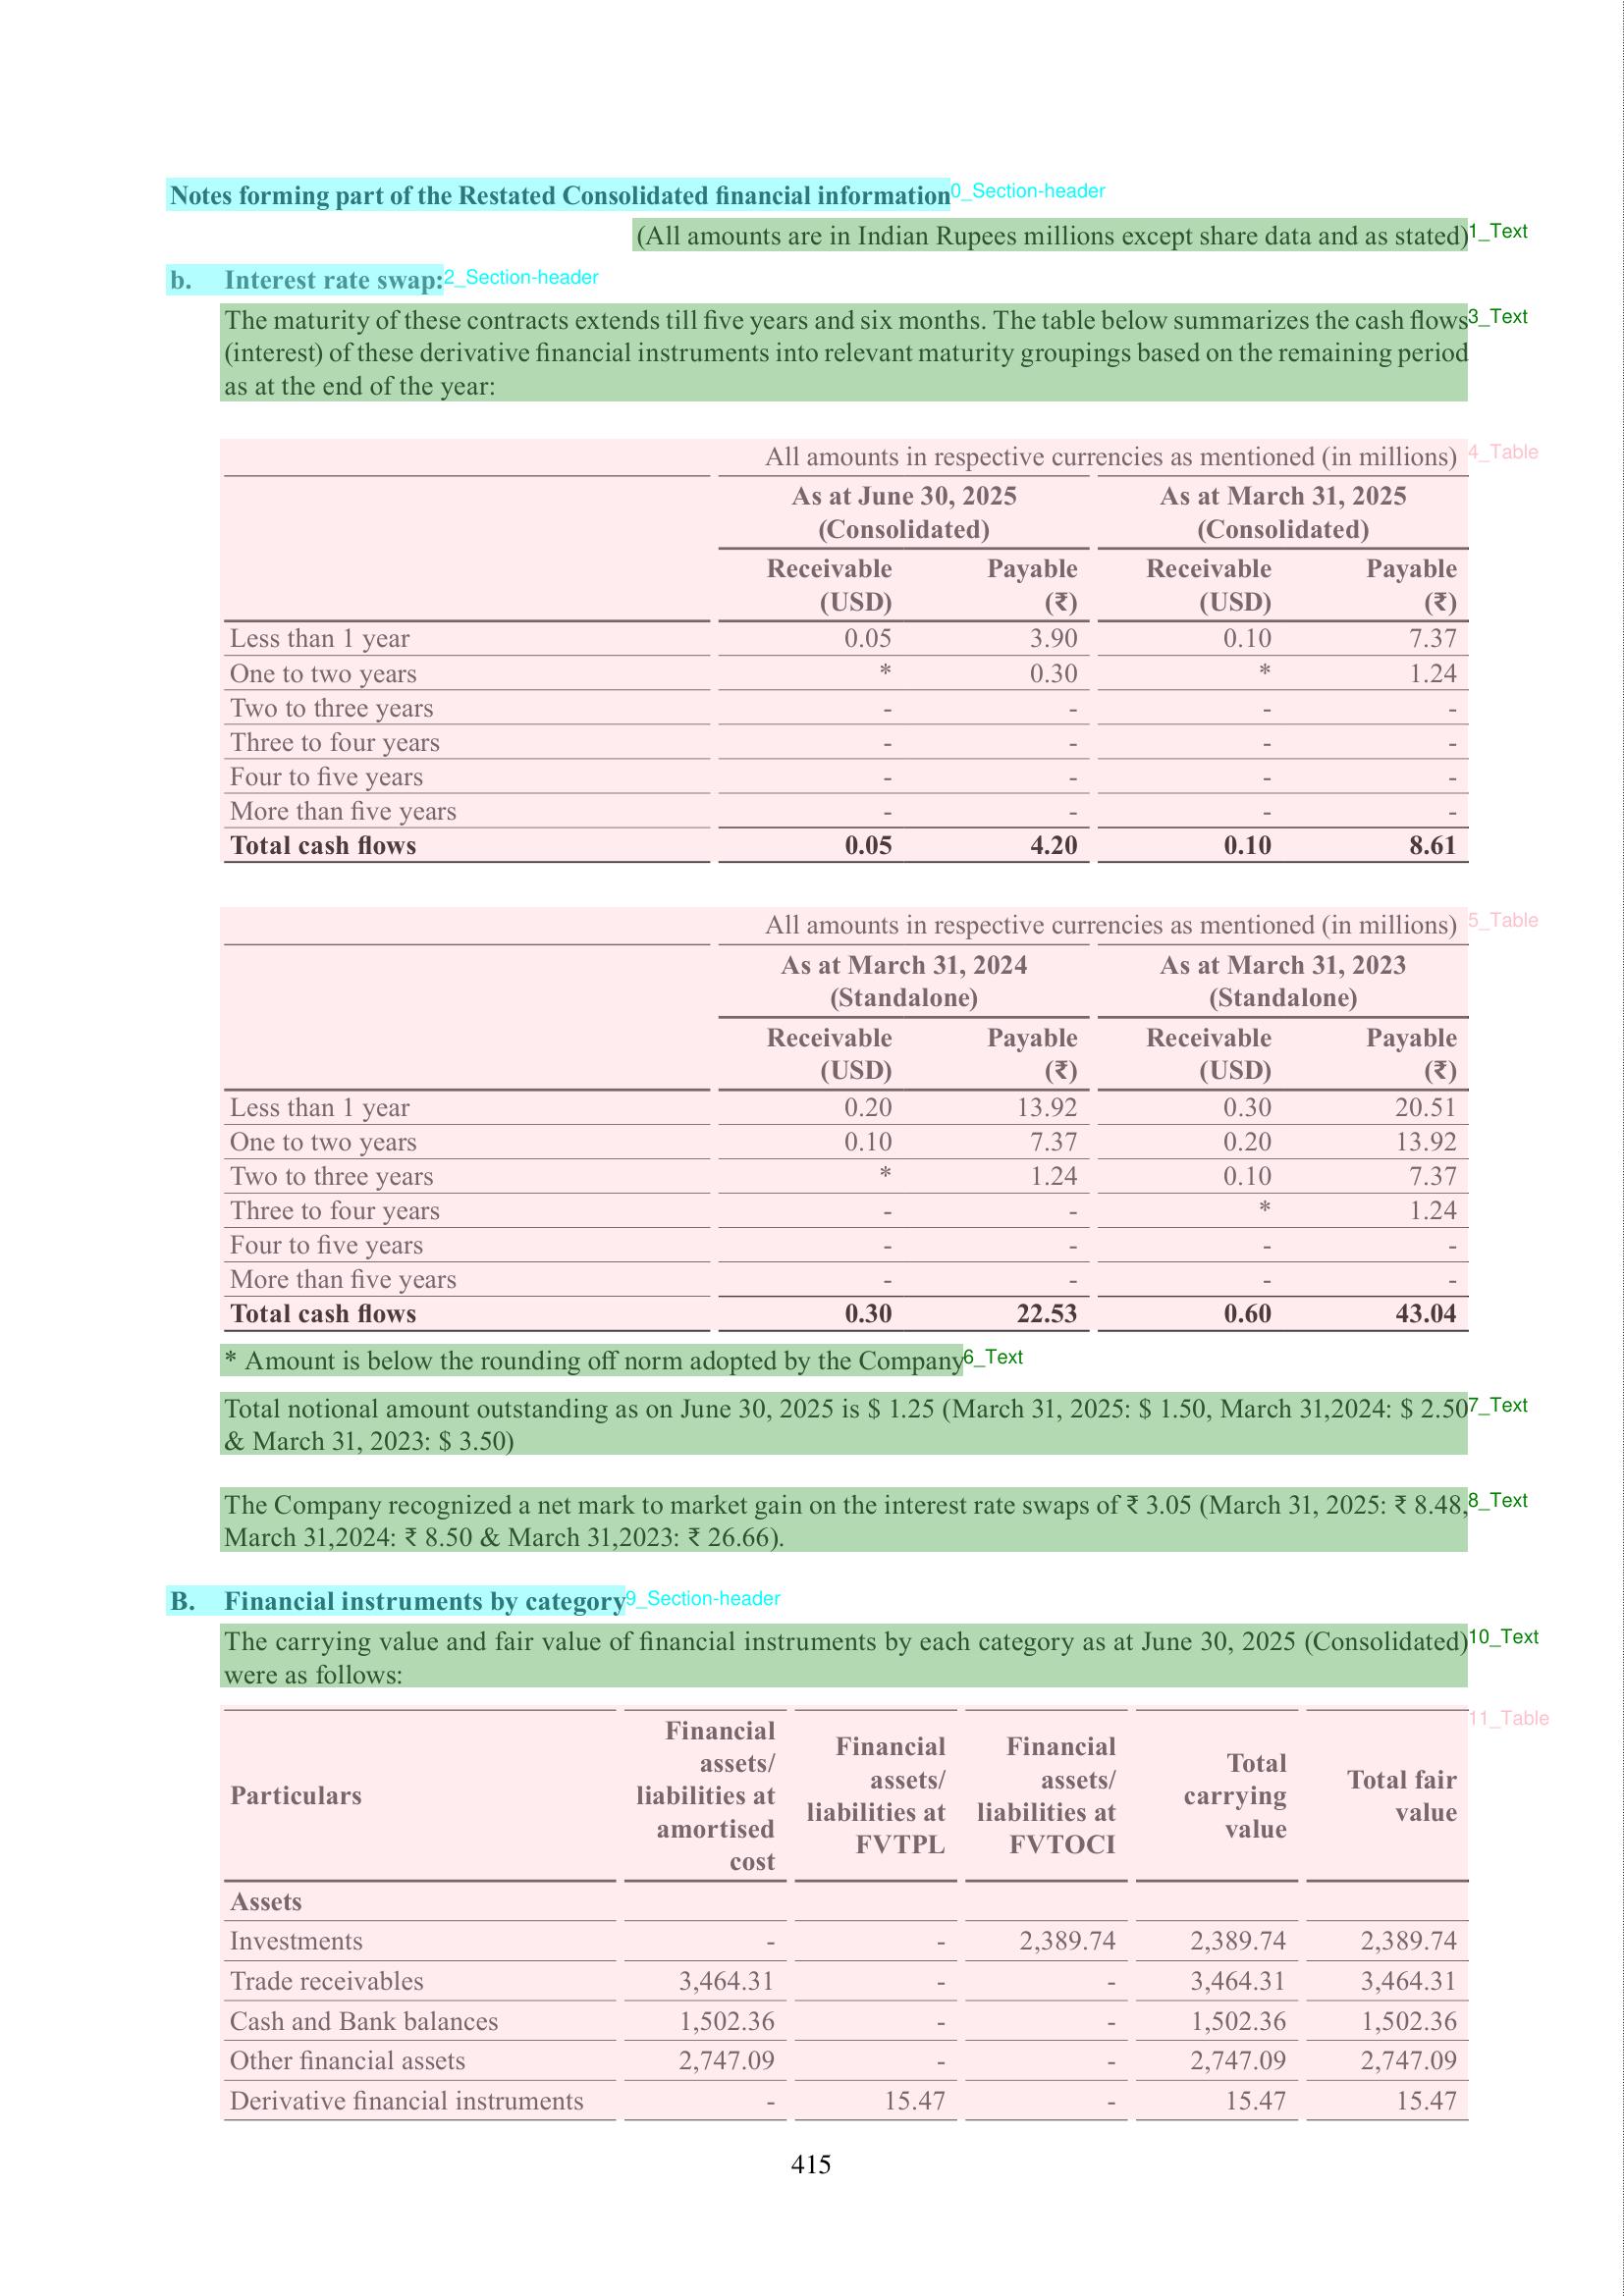 Notes forming part of the Restated Consolidated financial information 0_Section-header
(All amounts are in Indian Rupees millions except share data and as stated) 1_Text
b. Interest rate swap: 2_Section-header
The maturity of these contracts extends till five years and six months. The table below summarizes the cash flows 3_Text
(interest) of these derivative financial instruments into relevant maturity groupings based on the remaining period
as at the end of the year:
All amounts in respective currencies as mentioned (in millions) 4_Table
As at June 30, 2025 As at March 31, 2025
(Consolidated) (Consolidated)
Receivable Payable Receivable Payable
(USD) (₹) (USD) (₹)
Less than 1 year 0.05 3.90 0.10 7.37
One to two years * 0.30 * 1.24
Two to three years - - - -
Three to four years - - - -
Four to five years - - - -
More than five years - - - -
Total cash flows 0.05 4.20 0.10 8.61
All amounts in respective currencies as mentioned (in millions) 5_Table
As at March 31, 2024 As at March 31, 2023
(Standalone) (Standalone)
Receivable Payable Receivable Payable
(USD) (₹) (USD) (₹)
Less than 1 year 0.20 13.92 0.30 20.51
One to two years 0.10 7.37 0.20 13.92
Two to three years * 1.24 0.10 7.37
Three to four years - - * 1.24
Four to five years - - - -
More than five years - - - -
Total cash flows 0.30 22.53 0.60 43.04
* Amount is below the rounding off norm adopted by the Company 6_Text
Total notional amount outstanding as on June 30, 2025 is $ 1.25 (March 31, 2025: $ 1.50, March 31,2024: $ 2.50 7_Text
& March 31, 2023: $ 3.50)
The Company recognized a net mark to market gain on the interest rate swaps of ₹ 3.05 (March 31, 2025: ₹ 8.48, 8_Text
March 31,2024: ₹ 8.50 & March 31,2023: ₹ 26.66).
B. Financial instruments by category 9_Section-header
The carrying value and fair value of financial instruments by each category as at June 30, 2025 (Consolidated) 10_Text
were as follows:
11_Table
Particulars Financial assets/ liabilities at amortised cost Financial assets/ liabilities at FVTPL Financial assets/ liabilities at FVTOCI Total carrying value Total fair value
Assets
Investments - - 2,389.74 2,389.74 2,389.74
Trade receivables 3,464.31 - - 3,464.31 3,464.31
Cash and Bank balances 1,502.36 - - 1,502.36 1,502.36
Other financial assets 2,747.09 - - 2,747.09 2,747.09
Derivative financial instruments - 15.47 - 15.47 15.47
415